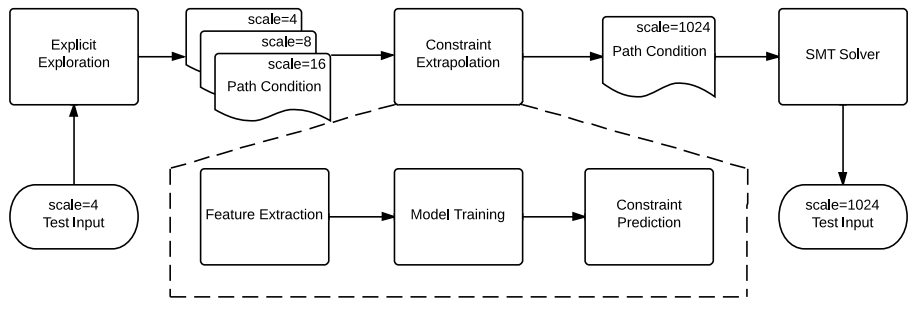 Explicit
Exploration
scale=4
scale=8
scale=16
Path Condition
Constraint
Extrapolation
scale=1024
Path Condition
SMT Solver
scale=4
Test Input
Feature Extraction
Model Training
Constraint
Prediction
scale=1024
Test Input